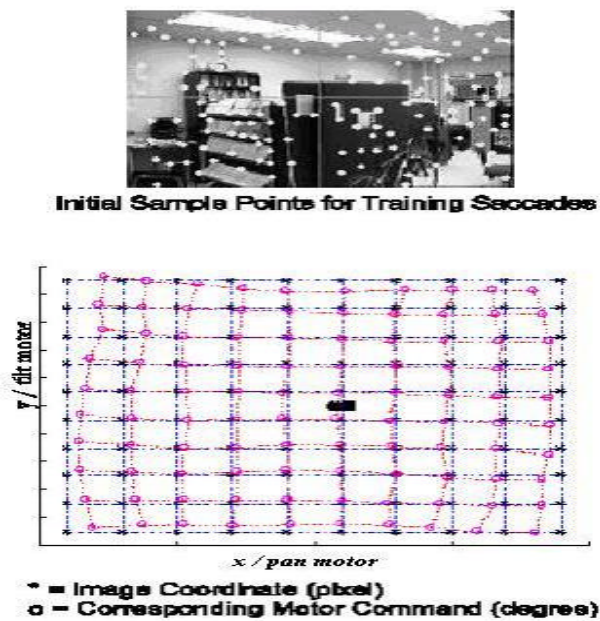 Initial Sample Points for Training Saccades
y / tilt motor
x / pan motor
* = Image Coordinate (pixel)
o = Corresponding Motor Command (degrees)